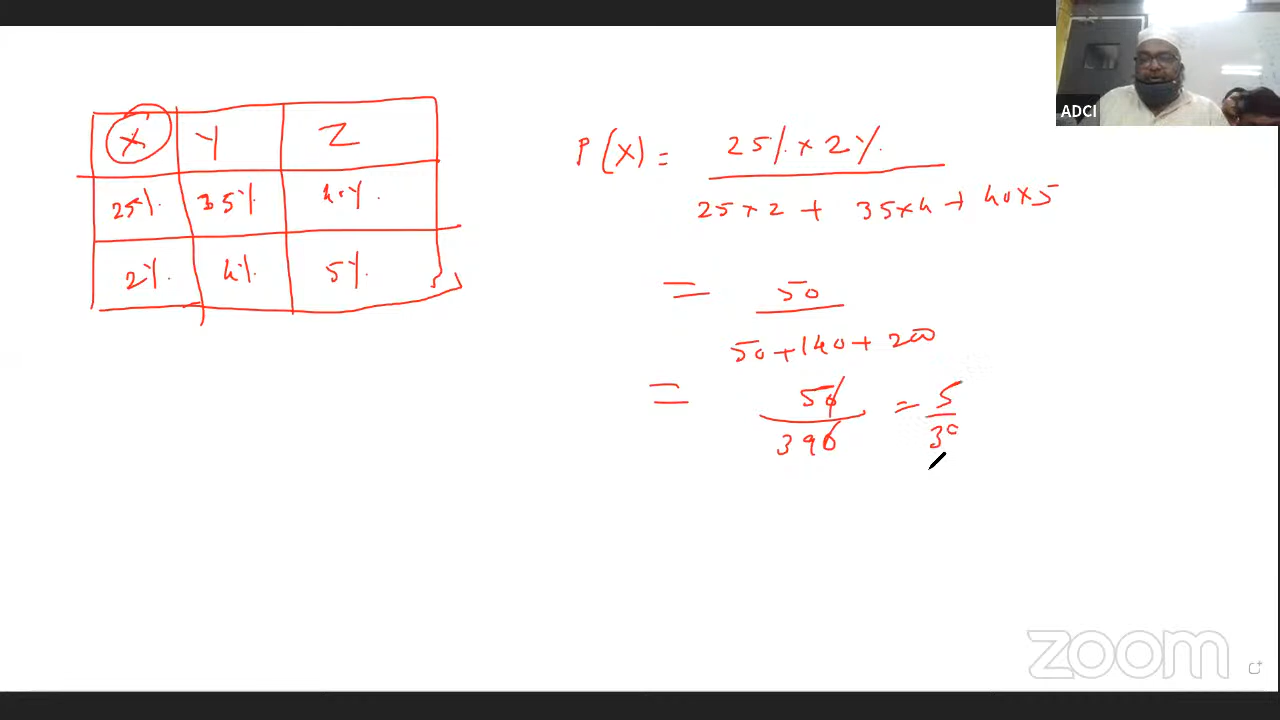 ADCI
X Y Z
25% 35% 40%
2% 4% 5%
P(X) = 25% × 2%
25 × 2 + 35 × 4 + 40 × 5
= 50
50 + 140 + 200
= 50 = 5
390 39
zoom